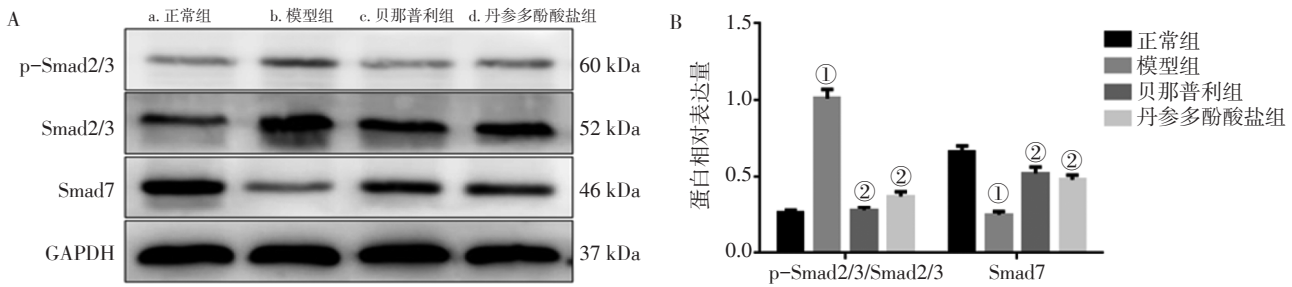 A
a. 正常组 b. 模型组 c. 贝那普利组 d. 丹参多酚酸盐组
p-Smad2/3 60 kDa
Smad2/3 52 kDa
Smad7 46 kDa
GAPDH 37 kDa
B
蛋白相对表达量
1.5
1.0
0.5
0.0
① ② ② ① ② ②
p-Smad2/3/Smad2/3 Smad7
正常组
模型组
贝那普利组
丹参多酚酸盐组